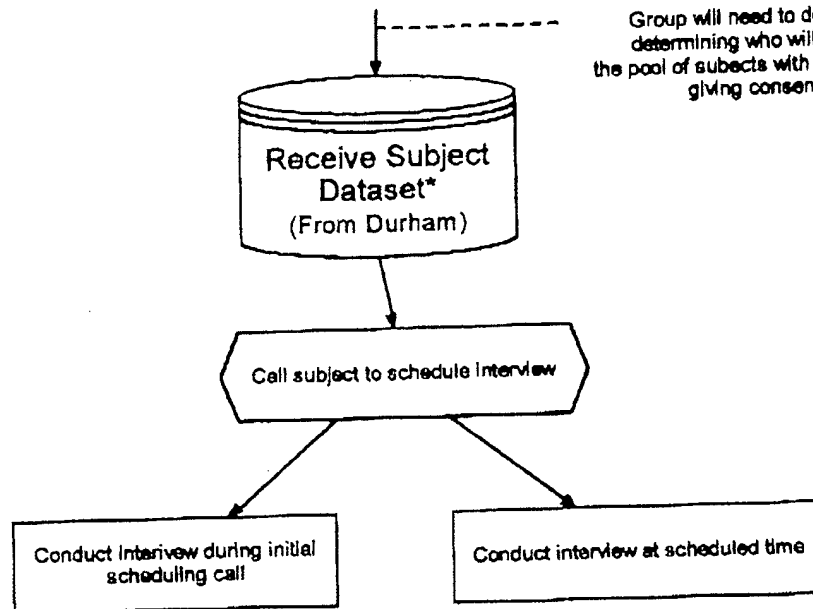 Group will need to d
determining who will
the pool of subects with
giving consen
Receive Subject
Dataset*
(From Durham)
Call subject to schedule interview
Conduct interivew during initial
scheduling call
Conduct interview at scheduled time